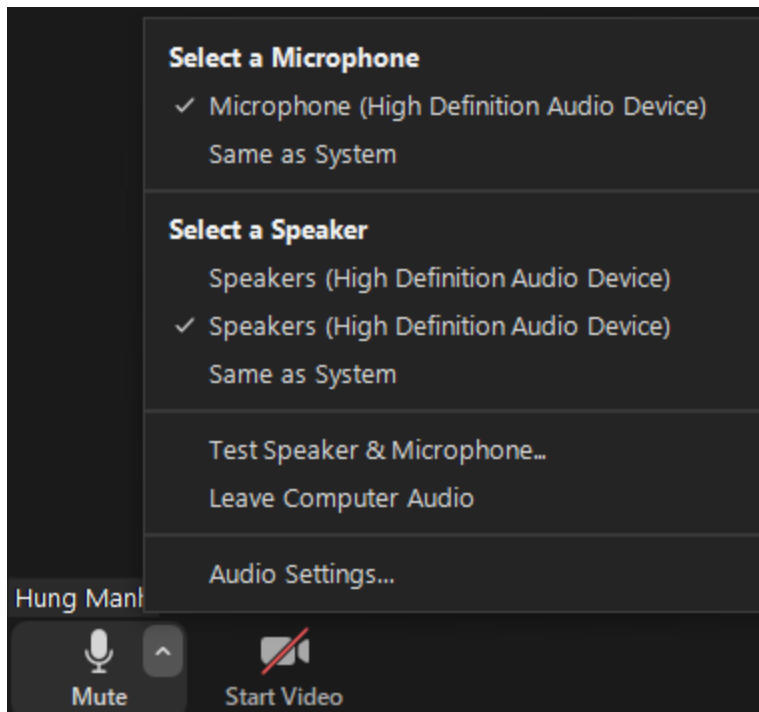 Select a Microphone
Microphone (High Definition Audio Device)
Same as System
Select a Speaker
Speakers (High Definition Audio Device)
Speakers (High Definition Audio Device)
Same as System
Test Speaker & Microphone...
Leave Computer Audio
Audio Settings...
Hung Manh
Mute
Start Video